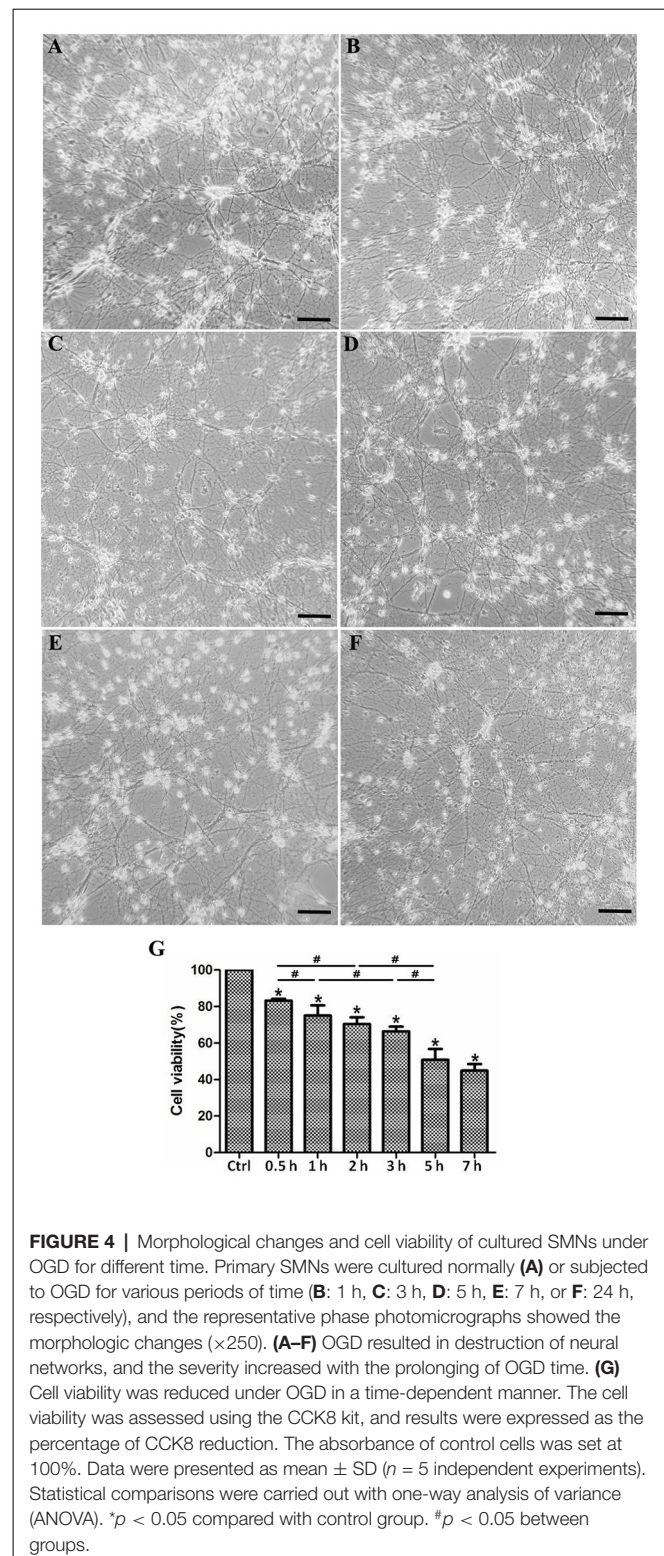 A
B
C
D
E
F
G
# #
# # #
100
80
60
40
20
0
Cell viability(%)
* * * * * *
Ctrl 0.5 h 1 h 2 h 3 h 5 h 7 h
FIGURE 4 | Morphological changes and cell viability of cultured SMNs under
OGD for different time. Primary SMNs were cultured normally (A) or subjected
to OGD for various periods of time (B: 1 h, C: 3 h, D: 5 h, E: 7 h, or F: 24 h,
respectively), and the representative phase photomicrographs showed the
morphologic changes (×250). (A–F) OGD resulted in destruction of neural
networks, and the severity increased with the prolonging of OGD time. (G)
Cell viability was reduced under OGD in a time-dependent manner. The cell
viability was assessed using the CCK8 kit, and results were expressed as the
percentage of CCK8 reduction. The absorbance of control cells was set at
100%. Data were presented as mean ± SD (n = 5 independent experiments).
Statistical comparisons were carried out with one-way analysis of variance
(ANOVA). *p < 0.05 compared with control group. #p < 0.05 between
groups.